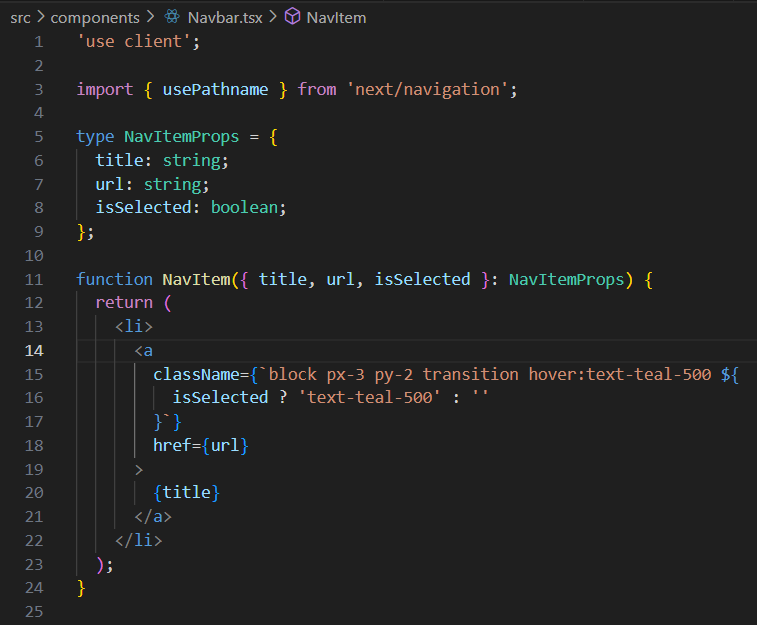 src > components > Navbar.tsx > NavItem
1 'use client';
2
3 import { usePathname } from 'next/navigation';
4
5 type NavItemProps = {
6   title: string;
7   url: string;
8   isSelected: boolean;
9 };
10
11 function NavItem({ title, url, isSelected }: NavItemProps) {
12   return (
13     <li>
14       <a
15         className={`block px-3 py-2 transition hover:text-teal-500 ${
16           isSelected ? 'text-teal-500' : ''
17         }`}
18         href={url}
19       >
20         {title}
21       </a>
22     </li>
23   );
24 }
25